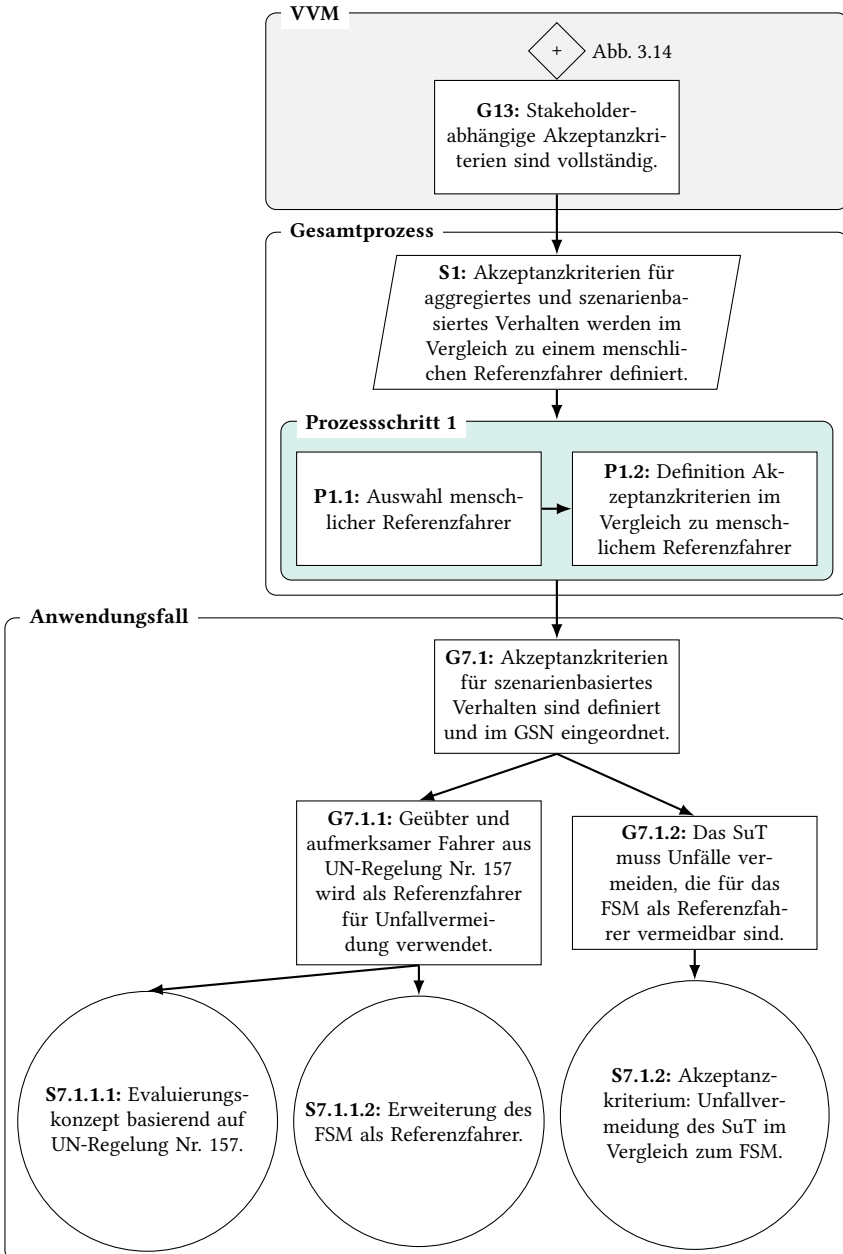 VVM
+ Abb. 3.14
G13: Stakeholder-
abhängige Akzeptanzkri-
terien sind vollständig.
Gesamtprozess
S1: Akzeptanzkriterien für
aggregiertes und szenarienba-
siertes Verhalten werden im
Vergleich zu einem menschli-
chen Referenzfahrer definiert.
Prozessschritt 1
P1.1: Auswahl mensch-
licher Referenzfahrer
P1.2: Definition Ak-
zeptanzkriterien im
Vergleich zu mensch-
lichem Referenzfahrer
Anwendungsfall
G7.1: Akzeptanzkriterien
für szenarienbasiertes
Verhalten sind definiert
und im GSN eingeordnet.
G7.1.1: Geübter und
aufmerksamer Fahrer aus
UN-Regelung Nr. 157
wird als Referenzfahrer
für Unfallvermei-
dung verwendet.
G7.1.2: Das SuT
muss Unfälle ver-
meiden, die für das
FSM als Referenzfah-
rer vermeidbar sind.
S7.1.1.1: Evaluierungs-
konzept basierend auf
UN-Regelung Nr. 157.
S7.1.1.2: Erweiterung des
FSM als Referenzfahrer.
S7.1.2: Akzeptanz-
kriterium: Unfallver-
meidung des SuT im
Vergleich zum FSM.